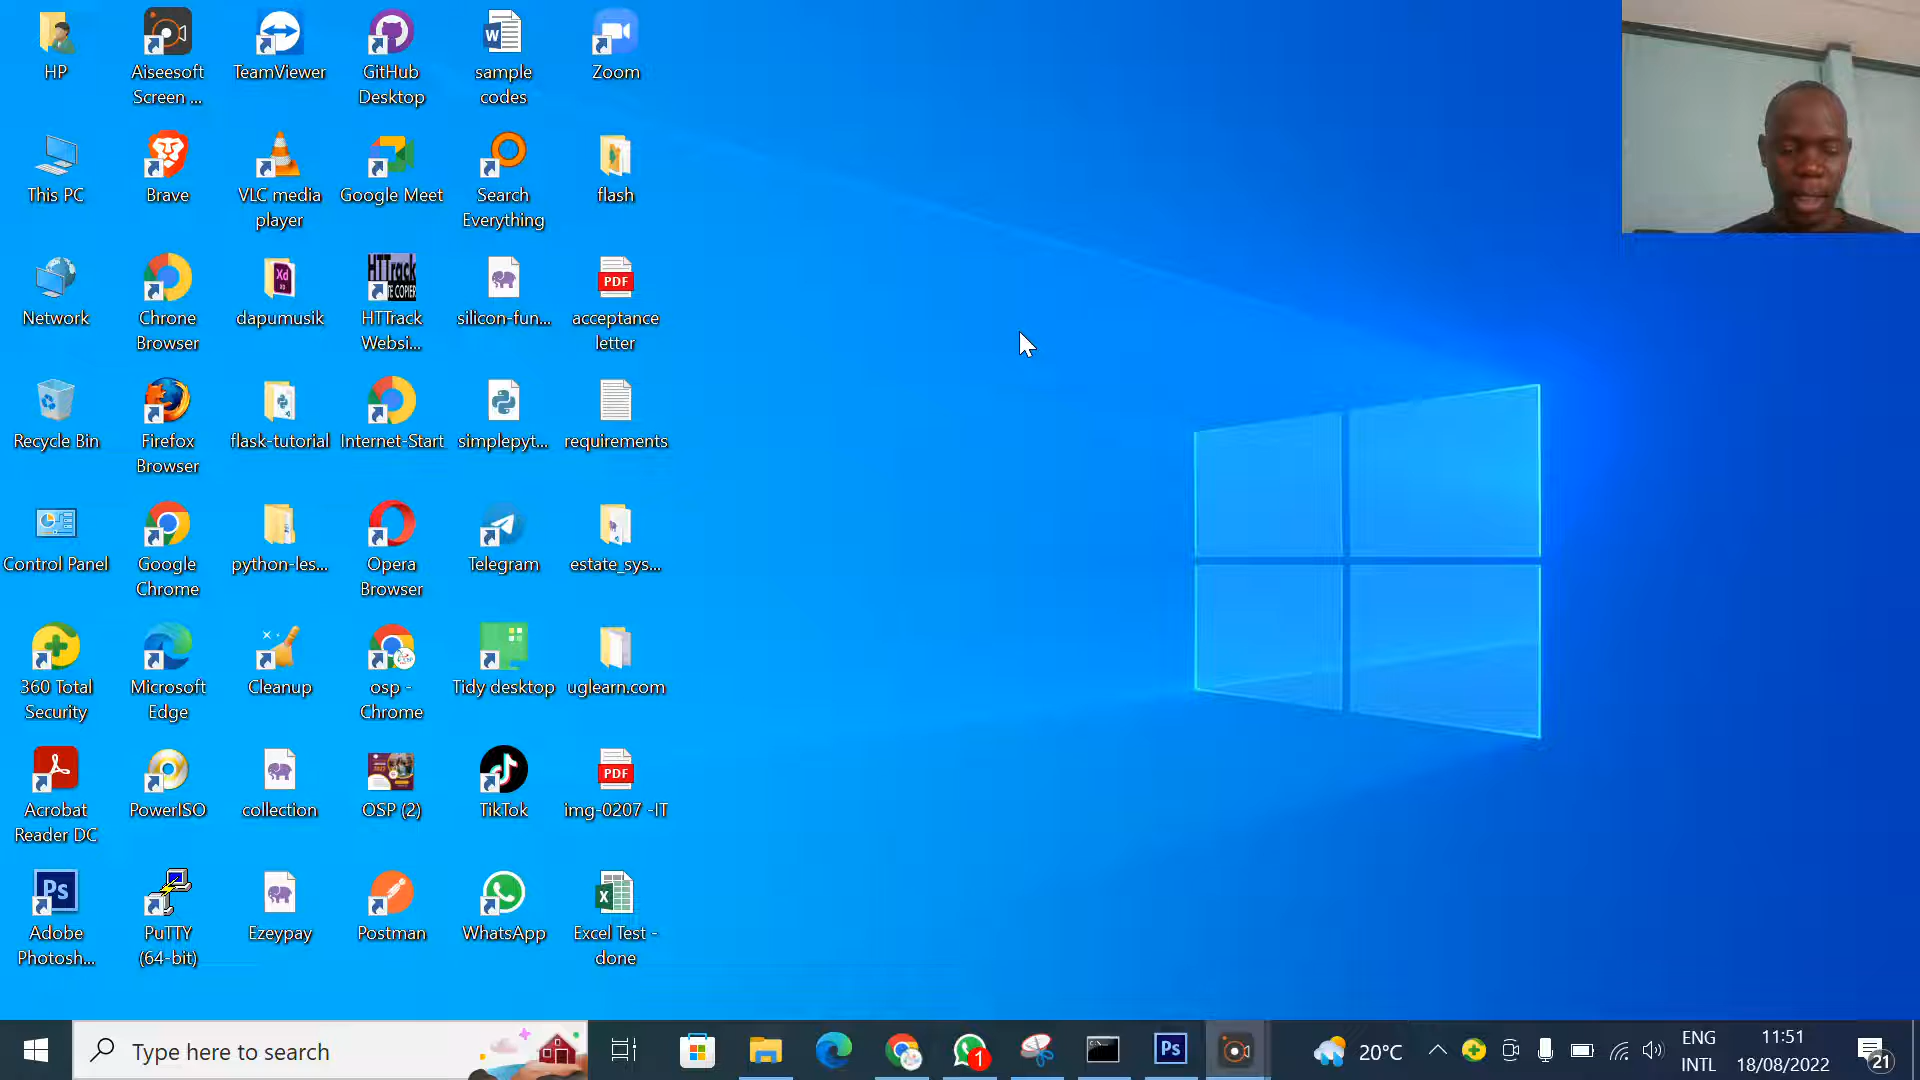 HP
Aiseesoft
Screen ...
TeamViewer
GitHub
Desktop
sample
codes
Zoom
This PC
Brave
VLC media
player
Google Meet
Search
Everything
flash
Network
Chrone
Browser
dapumusik
HTTrack
Websi...
silicon-fun...
PDF
acceptance
letter
Recycle Bin
Firefox
Browser
flask-tutorial
Internet-Start
simplepyt...
requirements
Control Panel
Google
Chrome
python-les...
Opera
Browser
Telegram
estate_sys...
360 Total
Security
Microsoft
Edge
Cleanup
osp -
Chrome
Tidy desktop
uglearn.com
Acrobat
Reader DC
PowerISO
collection
OSP (2)
TikTok
PDF
img-0207 -IT
Ps
Adobe
Photosh...
PuTTY
(64-bit)
Ezeypay
Postman
WhatsApp
Excel Test -
done
Type here to search
1
Ps
20°C
ENG
INTL
11:51
18/08/2022
21